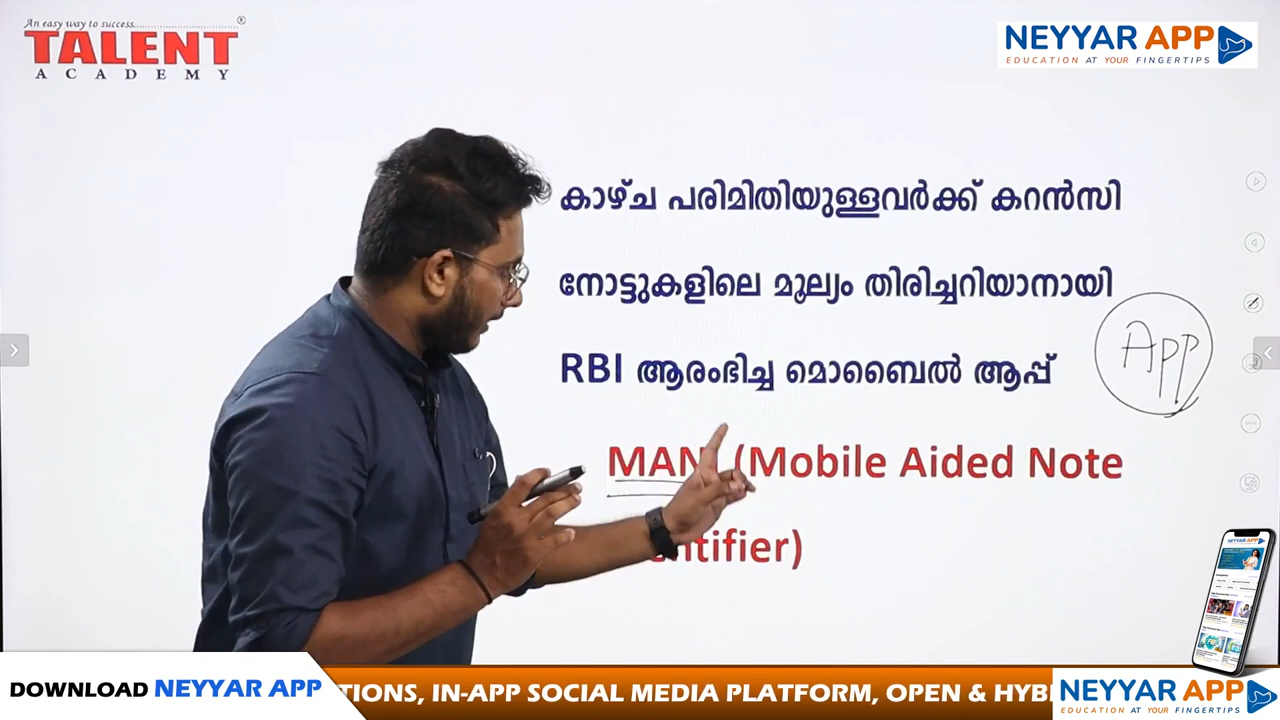 An easy way to success
TALENT
ACADEMY
NEYYAR APP
EDUCATION AT YOUR FINGERTIPS
കാഴ്ച പരിമിതിയുള്ളവർക്ക് കറൻസി
നോട്ടുകളിലെ മൂല്യം തിരിച്ചറിയാനായി
RBI ആരംഭിച്ച മൊബൈൽ ആപ്പ്
App
MAN (Mobile Aided Note
entifier)
DOWNLOAD NEYYAR APP
TIONS, IN-APP SOCIAL MEDIA PLATFORM, OPEN & HYB
NEYYAR APP
EDUCATION AT YOUR FINGERTIPS